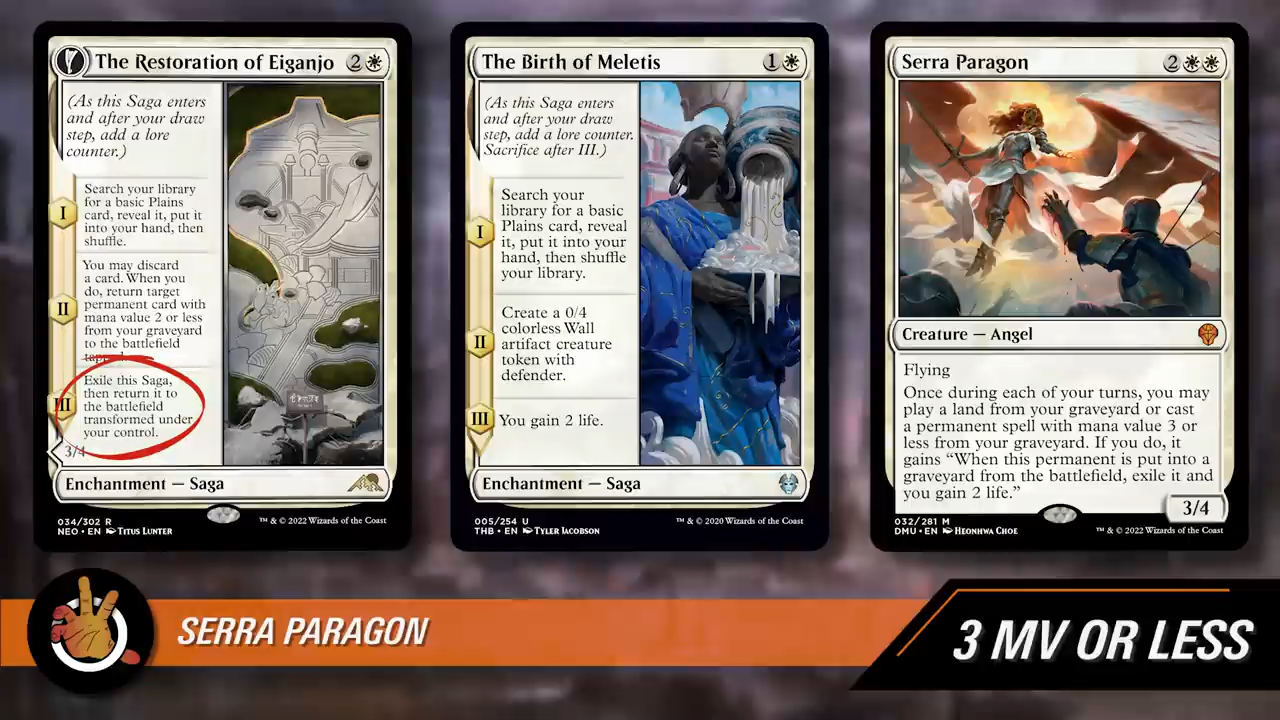 The Restoration of Eiganjo 2
(As this Saga enters
and after your draw
step, add a lore
counter.)
I
Search your library
for a basic Plains
card, reveal it, put it
into your hand, then
shuffle.
II
You may discard
a card. When you
do, return target
permanent card with
mana value 2 or less
from your graveyard
to the battlefield
tapped.
III
Exile this Saga,
then return it to
the battlefield
transformed under
your control.
3/4
Enchantment — Saga
034/302 R
NEO • EN Titus Lunter
™ & © 2022 Wizards of the Coast
The Birth of Meletis 1
(As this Saga enters
and after your draw
step, add a lore counter.
Sacrifice after III.)
I
Search your
library for a basic
Plains card, reveal
it, put it into your
hand, then shuffle
your library.
II
Create a 0/4
colorless Wall
artifact creature
token with
defender.
III
You gain 2 life.
Enchantment — Saga
005/254 U
THB • EN Tyler Jacobson
™ & © 2020 Wizards of the Coast
Serra Paragon 2
Creature — Angel
Flying
Once during each of your turns, you may
play a land from your graveyard or cast
a permanent spell with mana value 3 or
less from your graveyard. If you do, it
gains “When this permanent is put into a
graveyard from the battlefield, exile it and
you gain 2 life.”
3/4
032/281 M
DMU • EN Heonhwa Choe
™ & © 2022 Wizards of the Coast
SERRA PARAGON
3 MV OR LESS